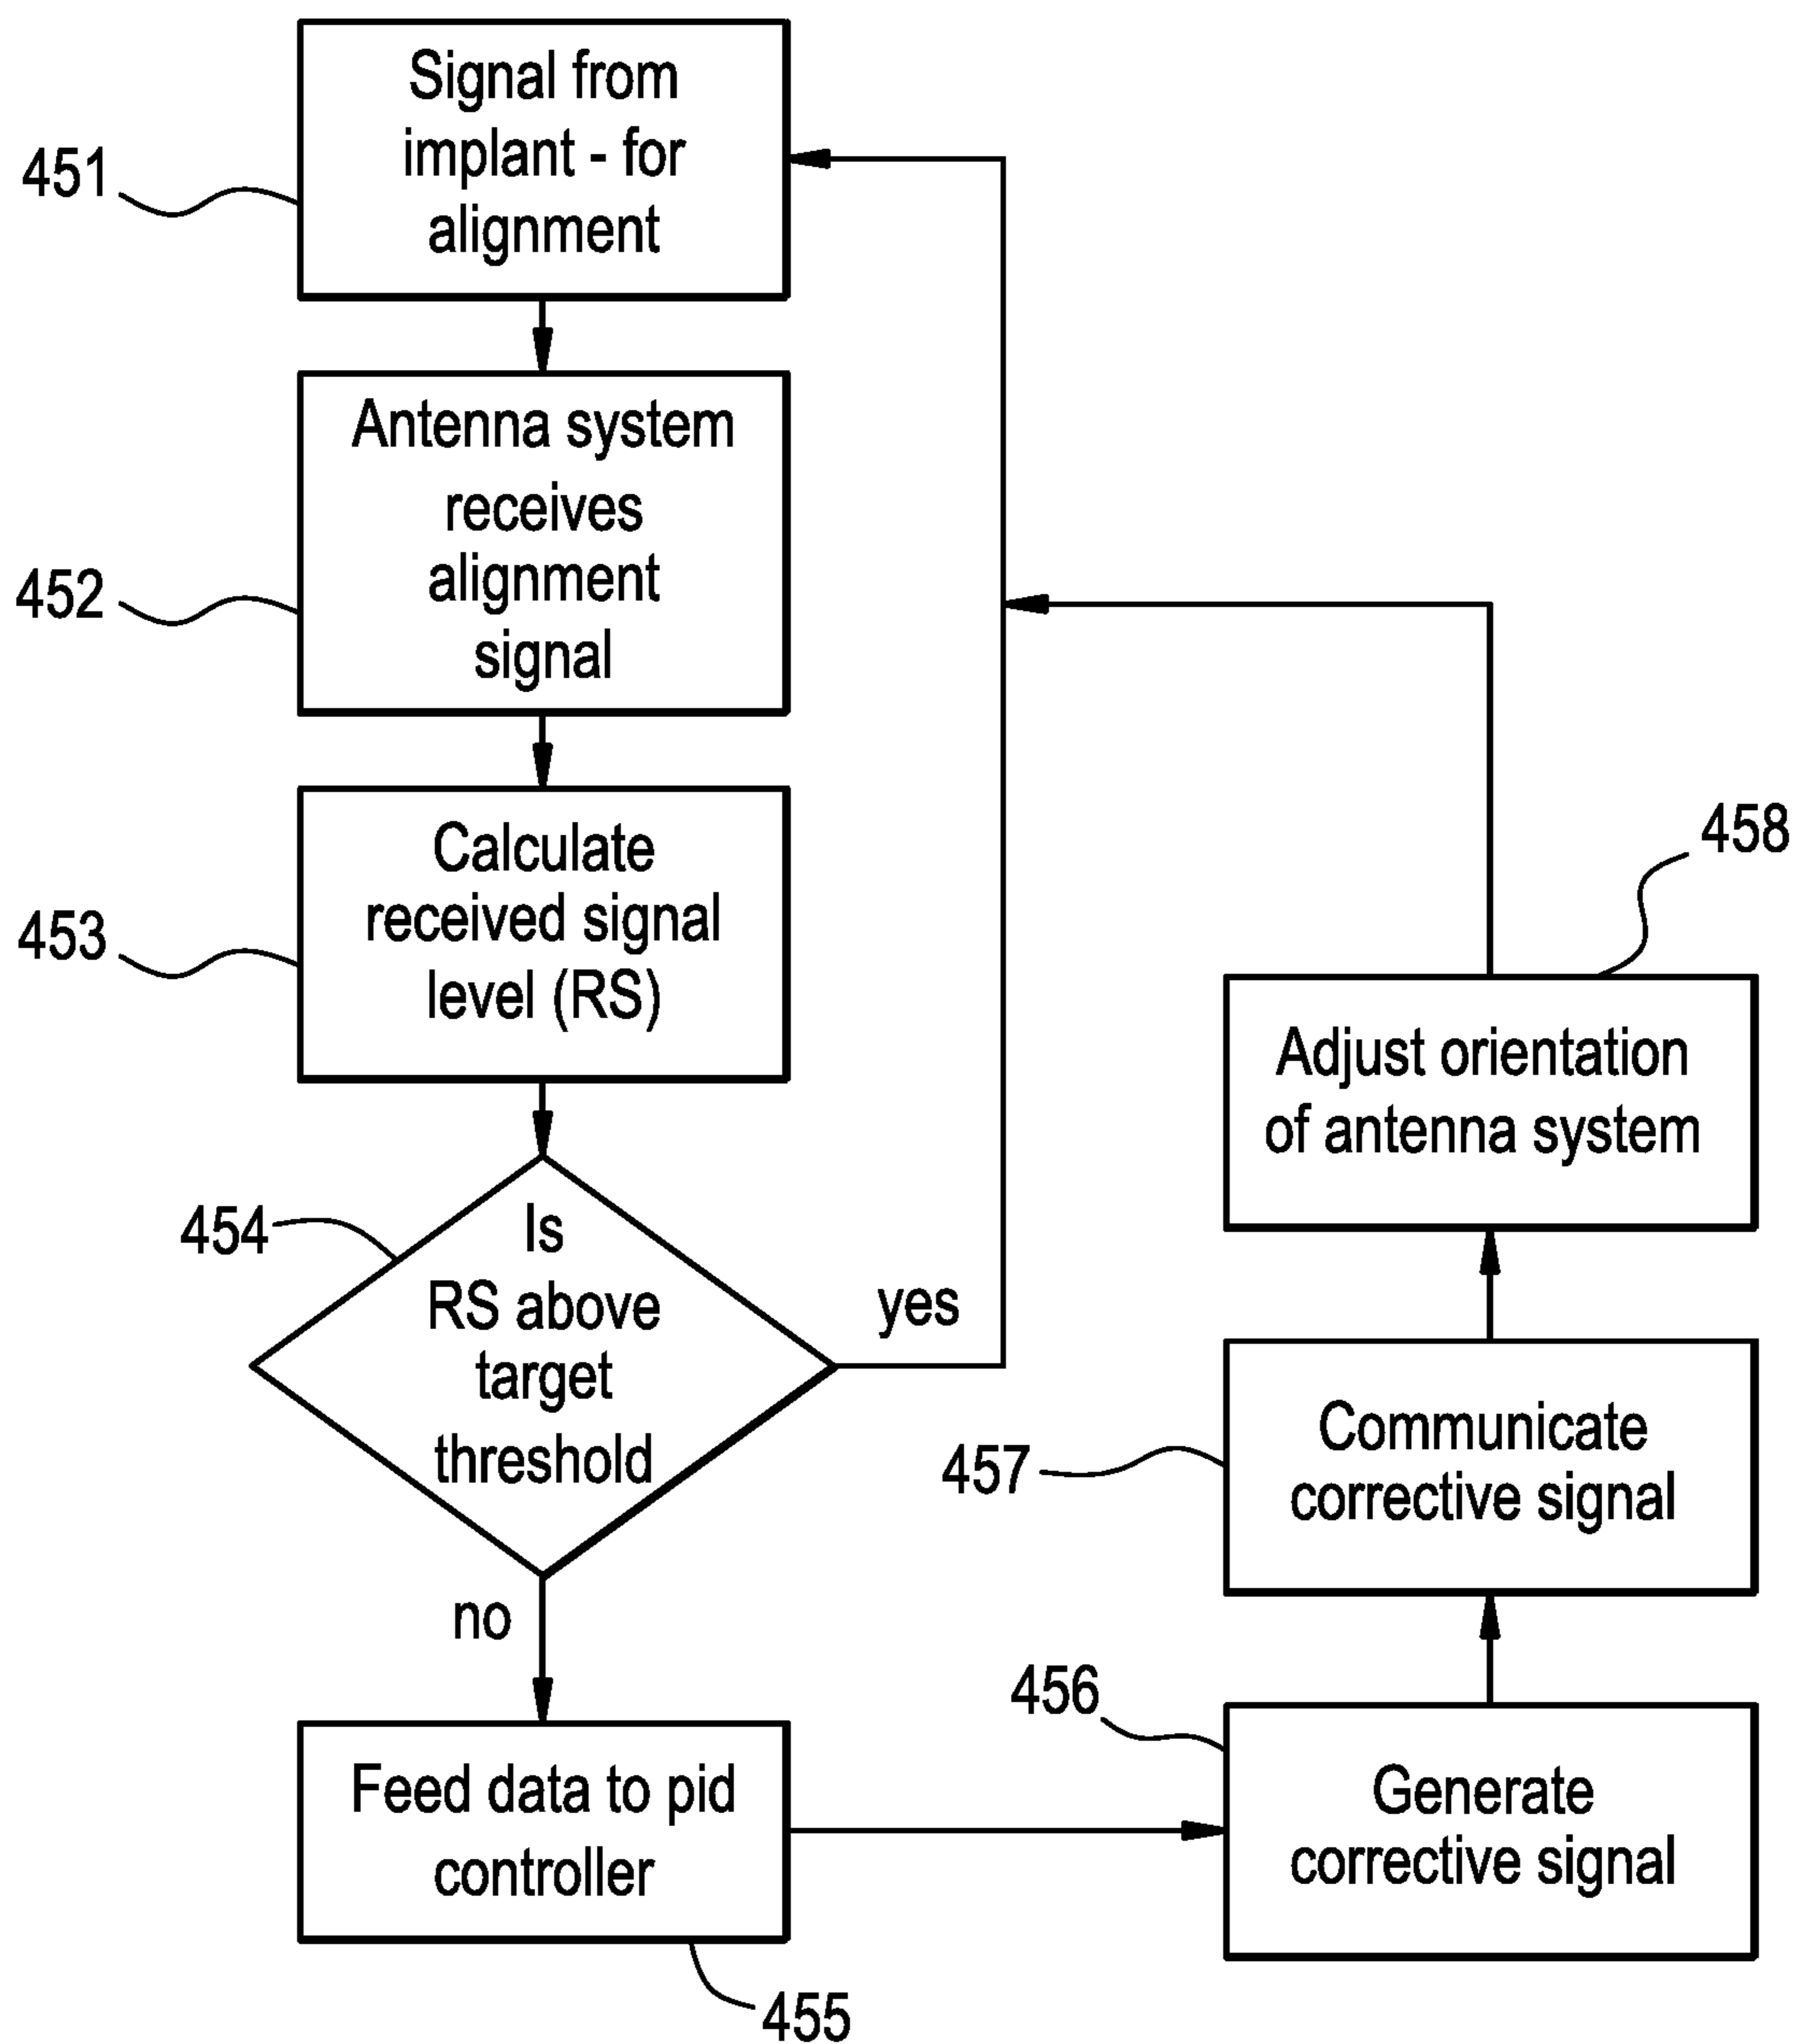 Signal from
implant - for
alignment
451
Antenna system
receives
alignment
signal
452
Calculate
received signal
level (RS)
453
Is
RS above
target
threshold
454
yes
no
Feed data to pid
controller
455
Generate
corrective signal
456
Communicate
corrective signal
457
Adjust orientation
of antenna system
458